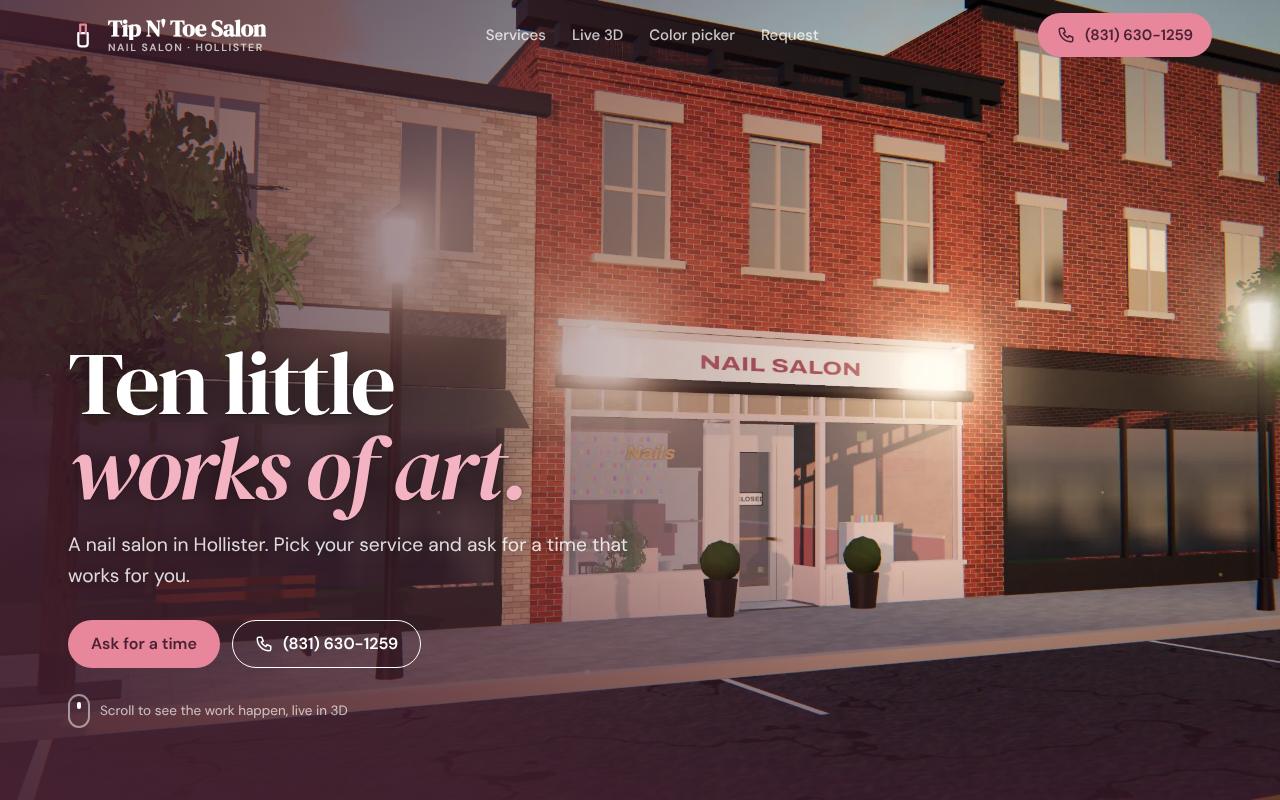 Tip N' Toe Salon
NAIL SALON · HOLLISTER
Services
Live 3D
Color picker
Request
(831) 630-1259
NAIL SALON
Nails
CLOSED
Ten little
works of art.
A nail salon in Hollister. Pick your service and ask for a time that
works for you.
Ask for a time
(831) 630-1259
Scroll to see the work happen, live in 3D